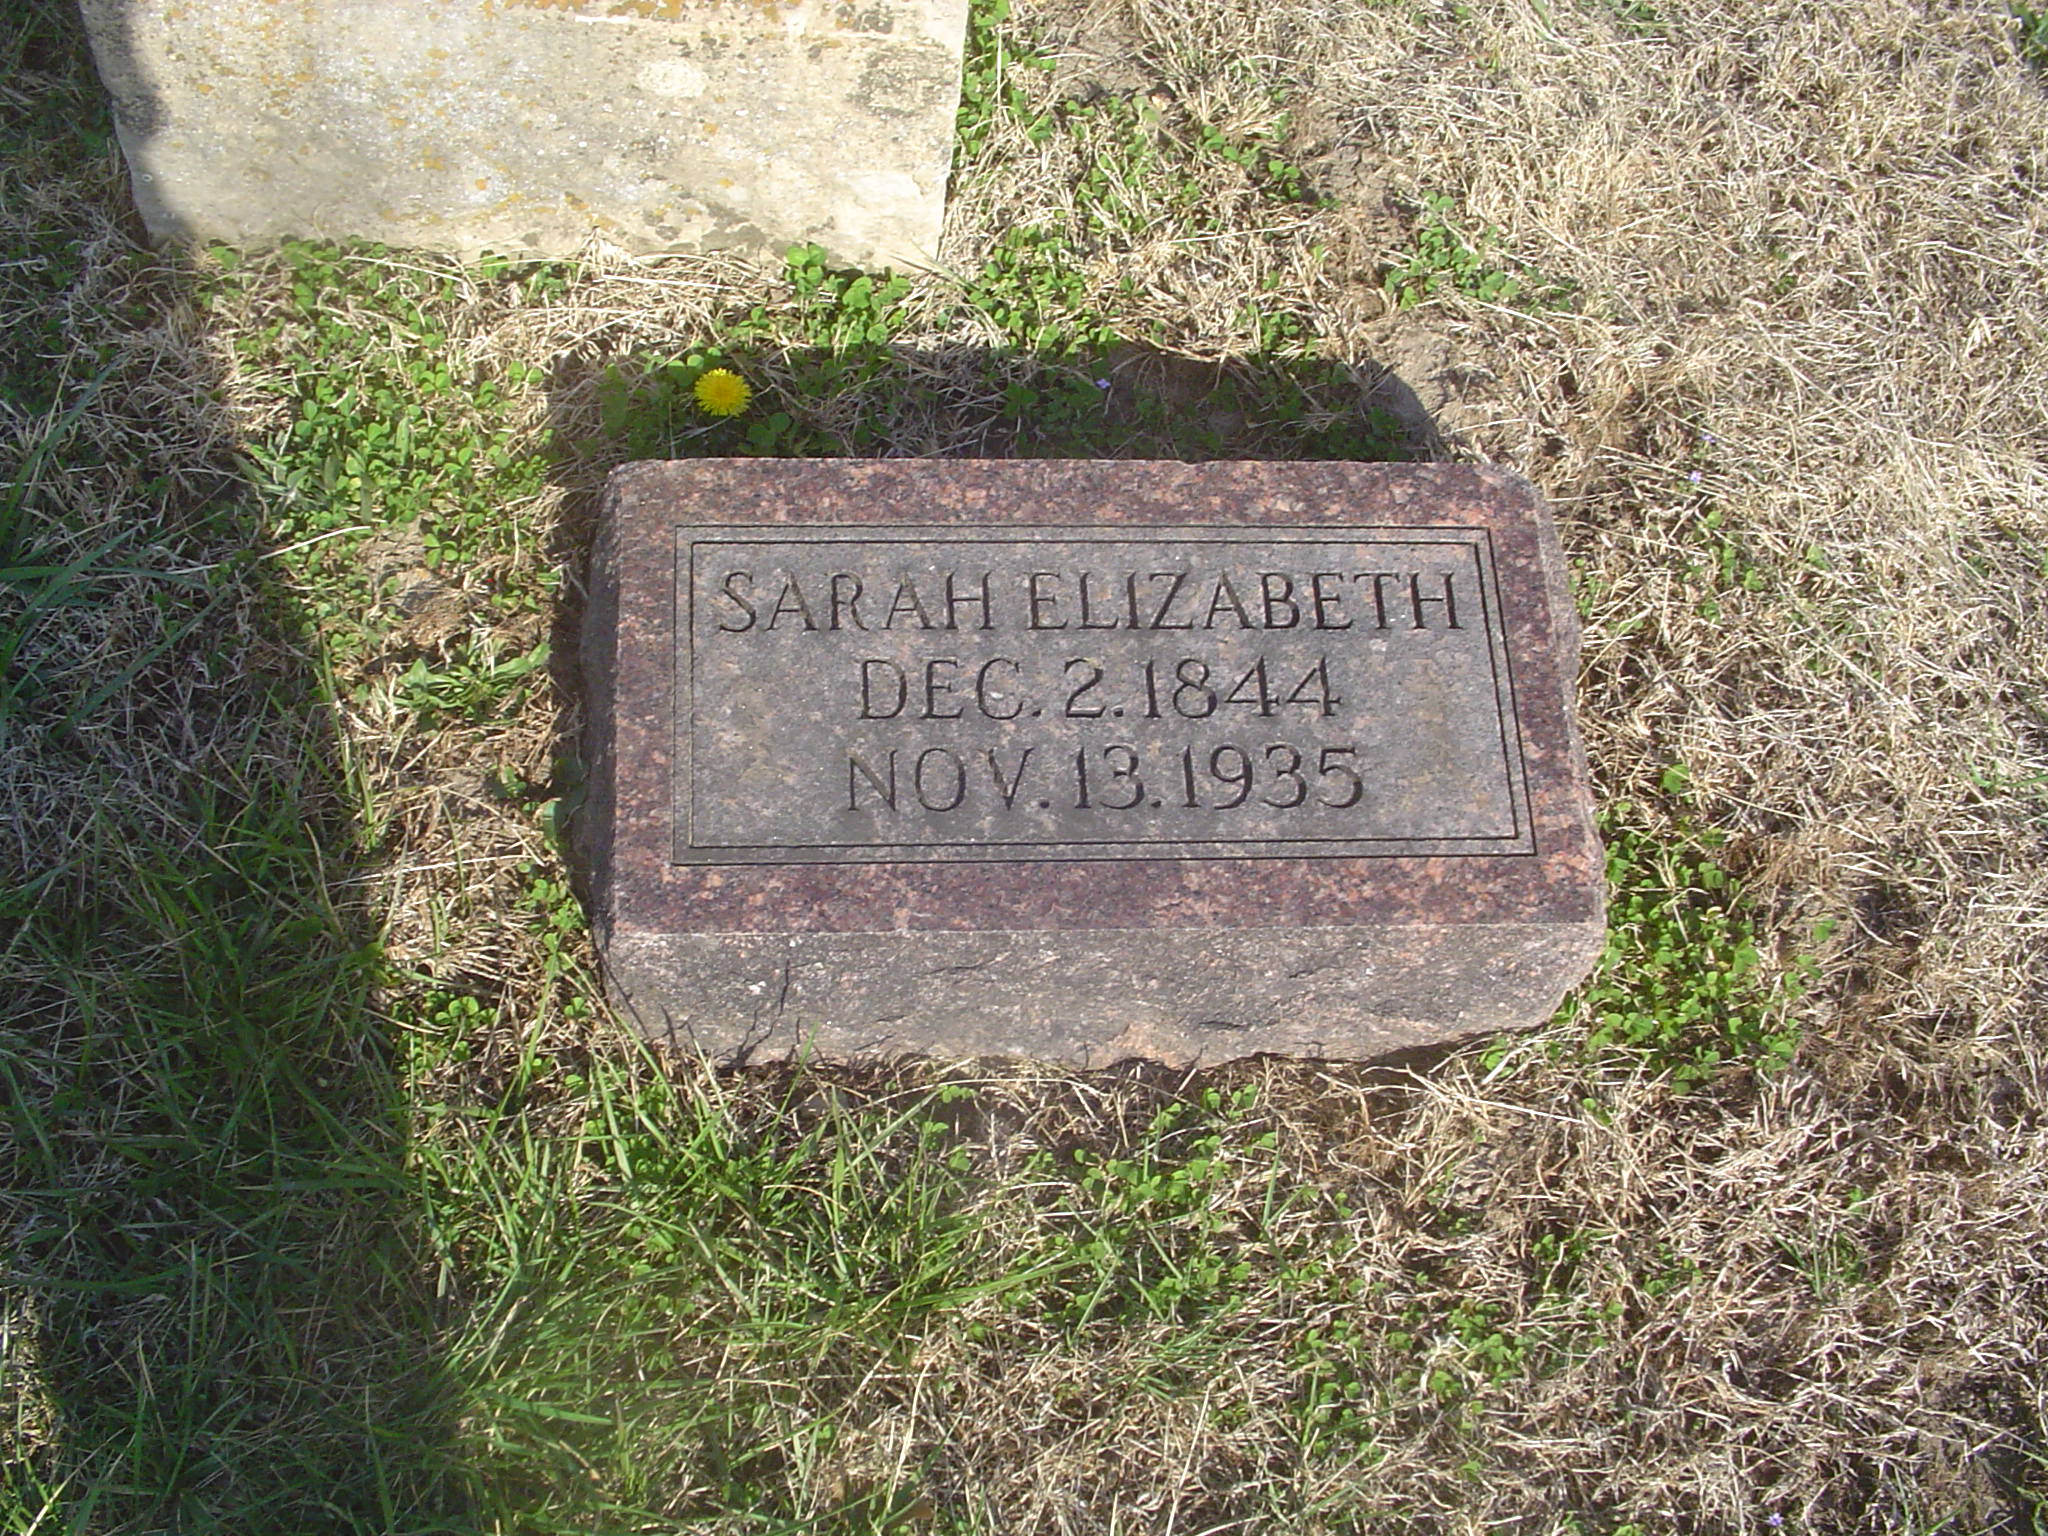 SARAH ELIZABETH
DEC. 2. 1844
NOV. 13. 1935